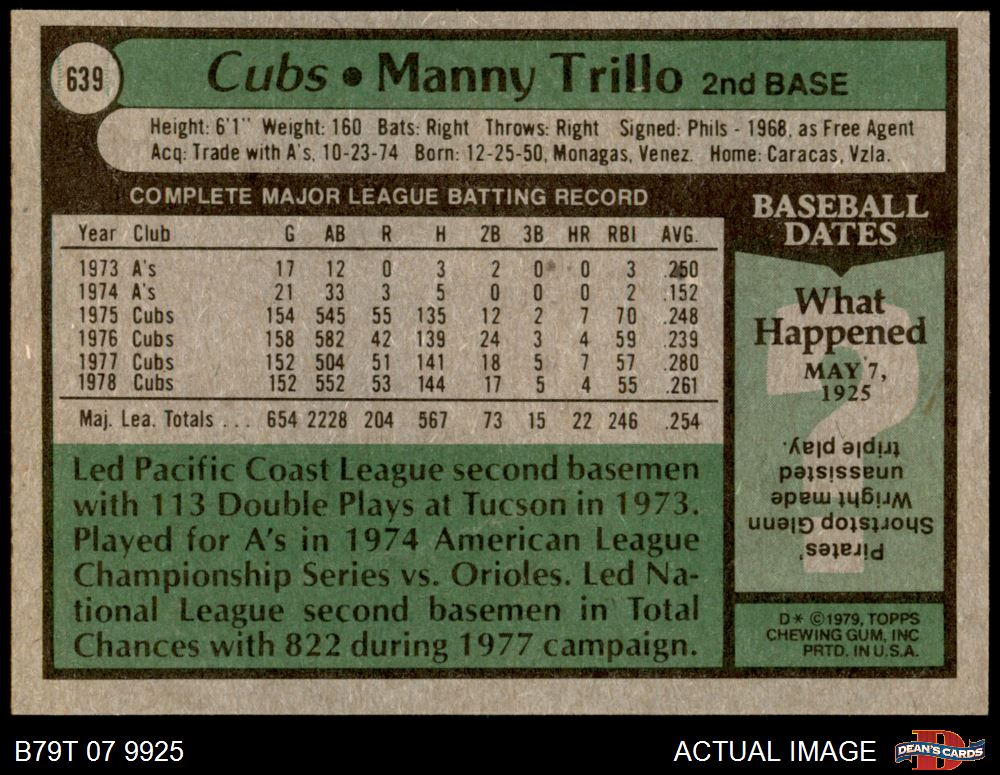 639
Cubs • Manny Trillo 2nd BASE
Height: 6'1" Weight: 160 Bats: Right Throws: Right Signed: Phils - 1968, as Free Agent
Acq: Trade with A's, 10-23-74 Born: 12-25-50, Monagas, Venez. Home: Caracas, Vzla.
COMPLETE MAJOR LEAGUE BATTING RECORD
Year Club G AB R H 2B 3B HR RBI AVG.
1973 A's 17 12 0 3 2 0 0 3 .250
1974 A's 21 33 3 5 0 0 0 2 .152
1975 Cubs 154 545 55 135 12 2 7 70 .248
1976 Cubs 158 582 42 139 24 3 4 59 .239
1977 Cubs 152 504 51 141 18 5 7 57 .280
1978 Cubs 152 552 53 144 17 5 4 55 .261
Maj. Lea. Totals . . . 654 2228 204 567 73 15 22 246 .254
Led Pacific Coast League second basemen
with 113 Double Plays at Tucson in 1973.
Played for A's in 1974 American League
Championship Series vs. Orioles. Led Na-
tional League second basemen in Total
Chances with 822 during 1977 campaign.
BASEBALL
DATES
?
What
Happened
MAY 7,
1925
Pirates'
Shortstop Glenn
Wright made
unassisted
triple play.
D* ©1979, TOPPS
CHEWING GUM, INC
PRTD. IN U.S.A.
B79T 07 9925
ACTUAL IMAGE
D
DEAN'S CARDS